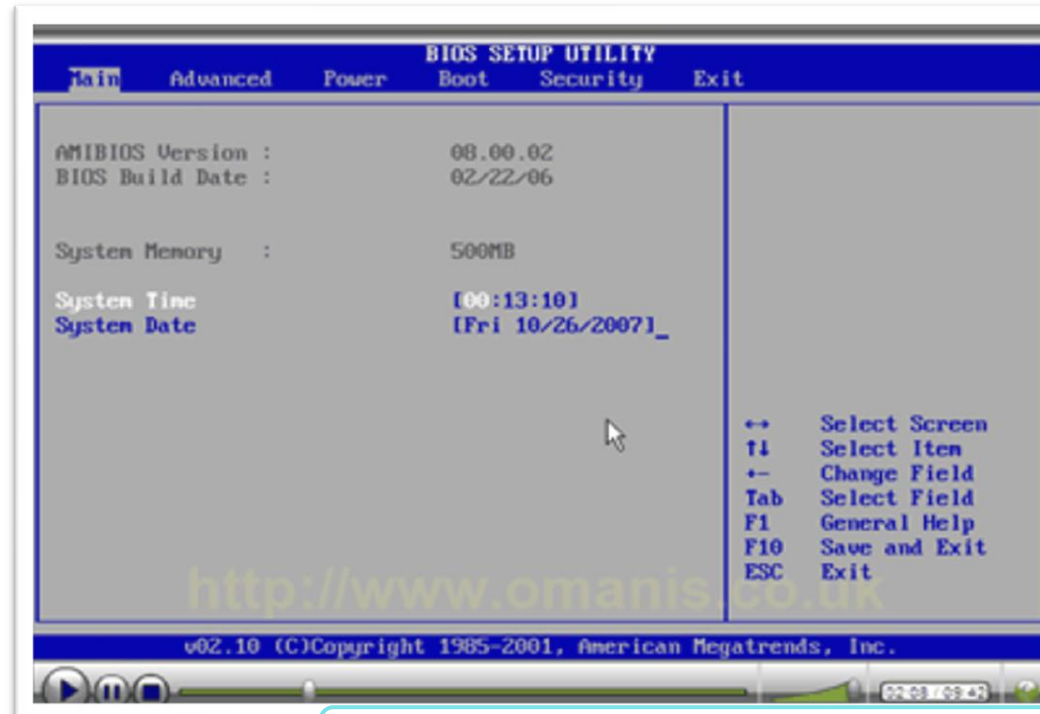 BIOS SETUP UTILITY
Main Advanced Power Boot Security Exit
AMIBIOS Version : 08.00.02
BIOS Build Date : 02/22/06
System Memory : 500MB
System Time [00:13:10]
System Date [Fri 10/26/2007]_
↔ Select Screen
↑↓ Select Item
+- Change Field
Tab Select Field
F1 General Help
F10 Save and Exit
ESC Exit
http://www.omanis.co.uk
v02.10 (C)Copyright 1985-2001, American Megatrends, Inc.